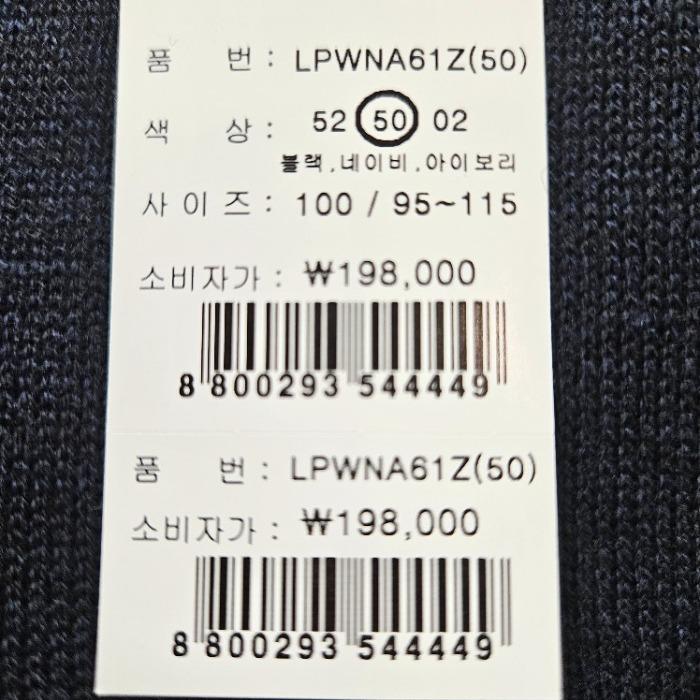 품 번 : LPWNA61Z(50)
색 상 : 52 50 02
블랙,네이비,아이보리
사 이 즈 : 100 / 95~115
소비자가 : ₩198,000
8 800293 544449
품 번 : LPWNA61Z(50)
소비자가 : ₩198,000
8 800293 544449